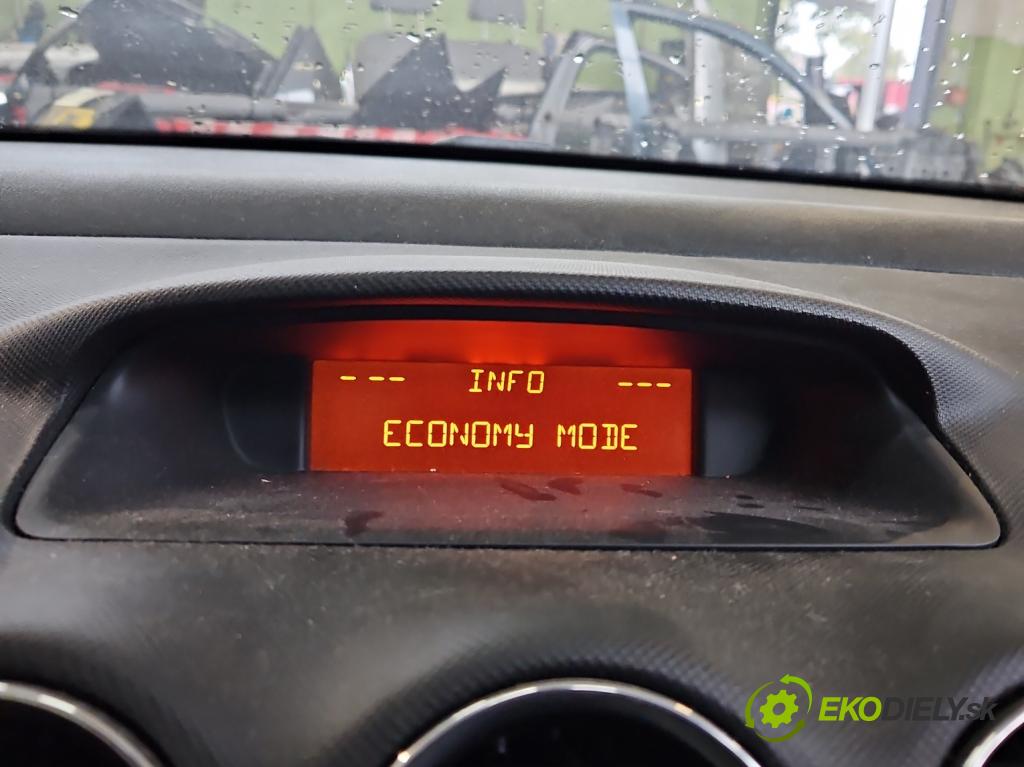 --- INFO ---
ECONOMY MODE
EKODIELY.sk